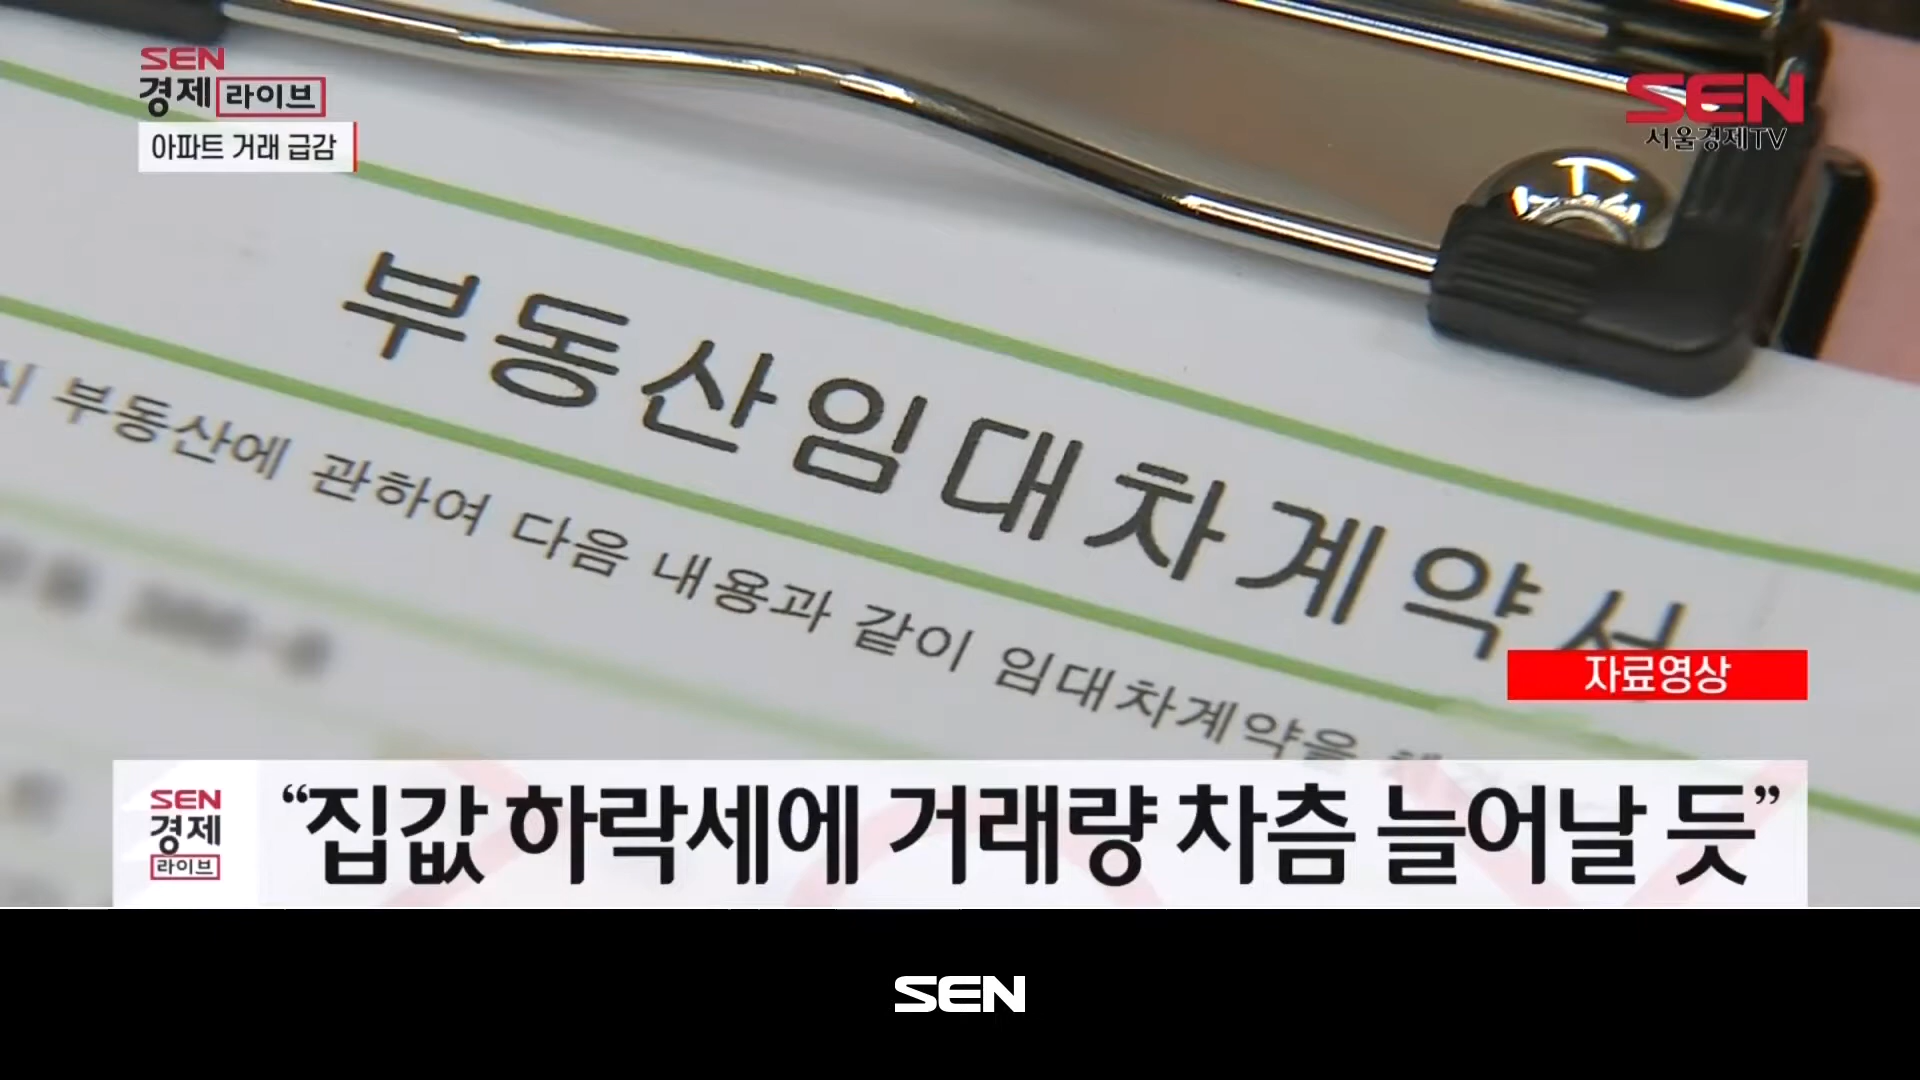 SEN
경제 라이브
아파트 거래 급감
SEN
서울경제TV
부동산임대차계약서
부동산에 관하여 다음 내용과 같이 임대차계약을
자료영상
SEN
경제
라이브
“집값 하락세에 거래량 차츰 늘어날 듯”
SEN